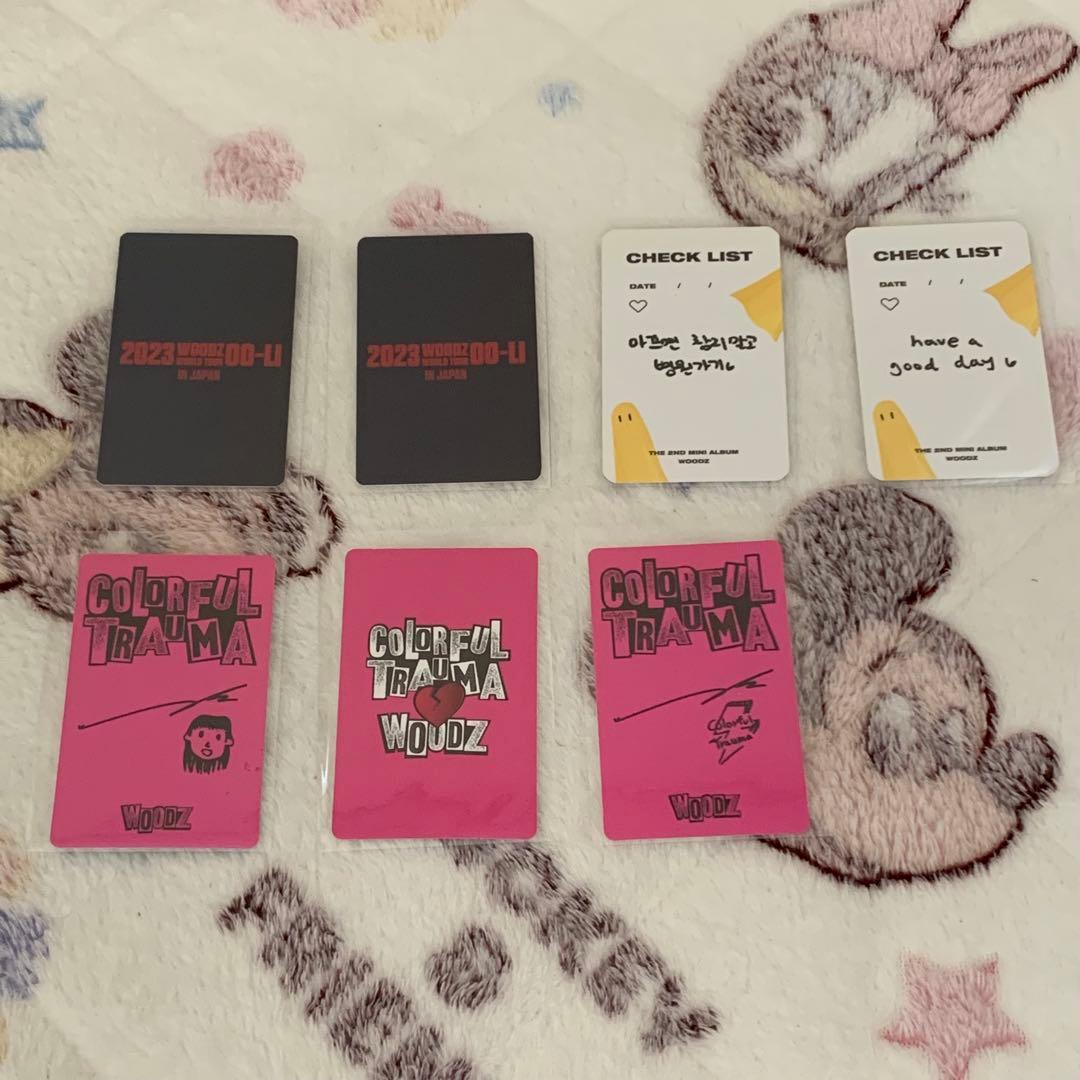 2023 WOODZ WORLD TOUR OO-LI
IN JAPAN
2023 WOODZ WORLD TOUR OO-LI
IN JAPAN
CHECK LIST
DATE / /
아프면 참지말고
병원가기
THE 2ND MINI ALBUM
WOODZ
CHECK LIST
DATE / /
have a
good day
THE 2ND MINI ALBUM
WOODZ
COLORFUL
TRAUMA
WOODZ
COLORFUL
TRAUMA
WOODZ
COLORFUL
TRAUMA
Colorful
Trauma
WOODZ